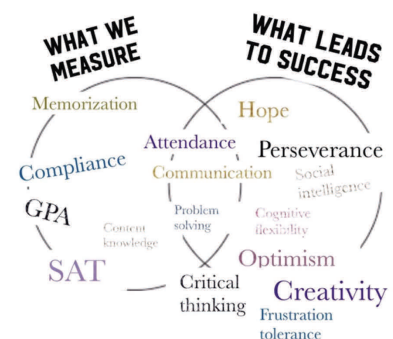 WHAT WE
MEASURE
WHAT LEADS
TO SUCCESS
Memorization
Hope
Attendance
Perseverance
Compliance
Communication
Social
intelligence
GPA
Problem
solving
Cognitive
flexibility
Content
knowledge
Optimism
SAT
Critical
thinking
Creativity
Frustration
tolerance